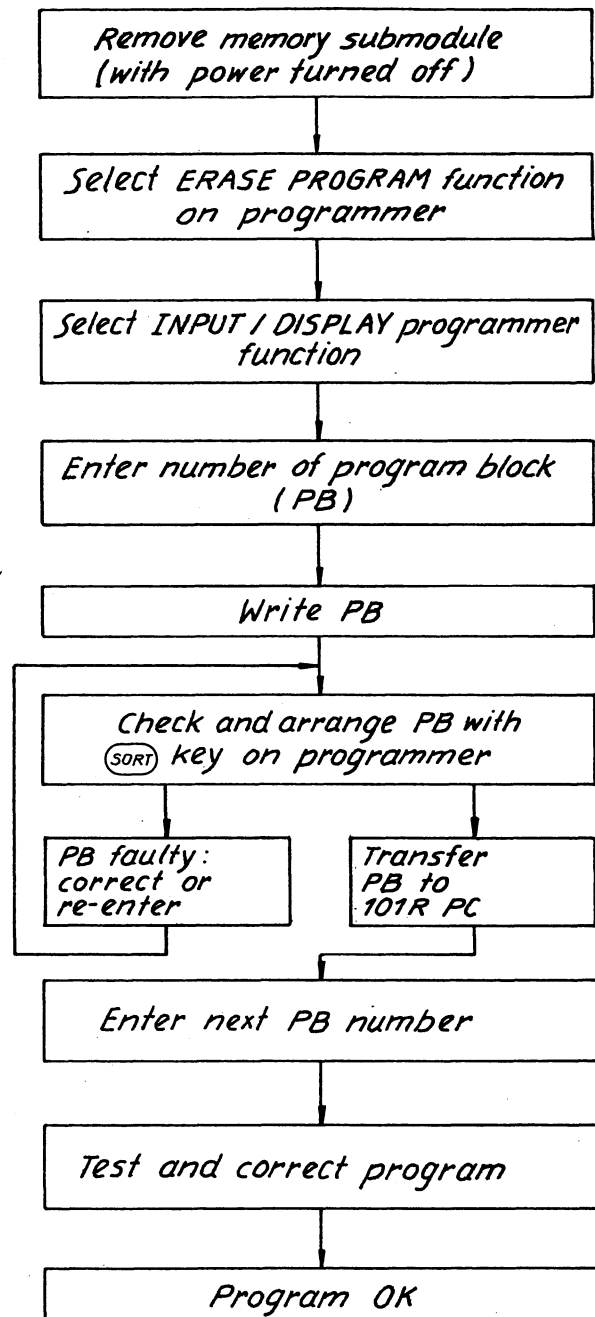 Remove memory submodule
(with power turned off)
Select ERASE PROGRAM function
on programmer
Select INPUT / DISPLAY programmer
function
Enter number of program block
(PB)
Write PB
Check and arrange PB with
SORT key on programmer
PB faulty:
correct or
re-enter
Transfer
PB to
101R PC
Enter next PB number
Test and correct program
Program OK